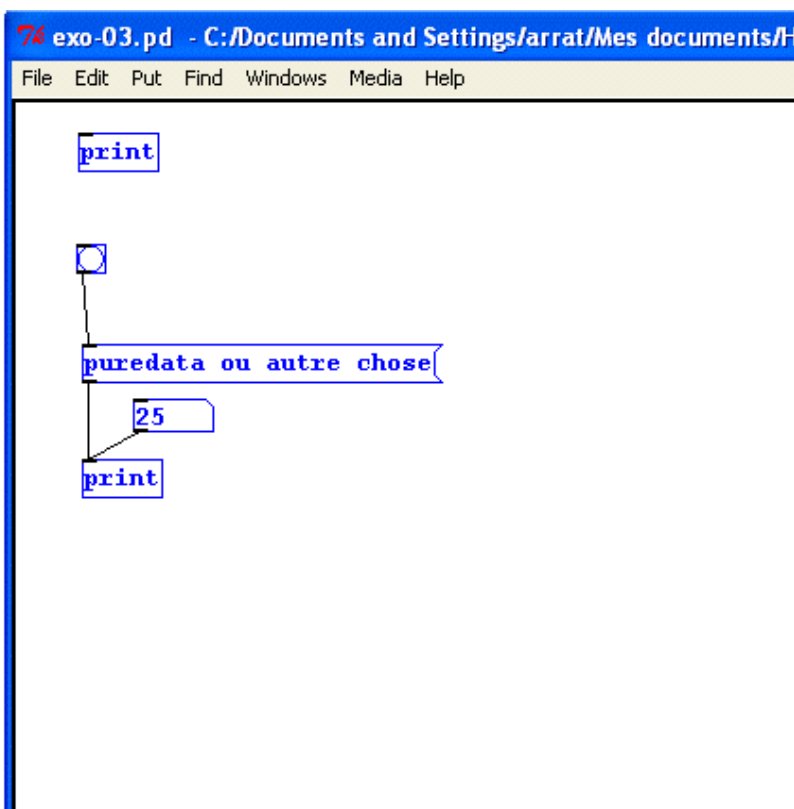 7% exo-03.pd - C:/Documents and Settings/arrat/Mes documents/H
File Edit Put Find Windows Media Help
print
puredata ou autre chose
25
print